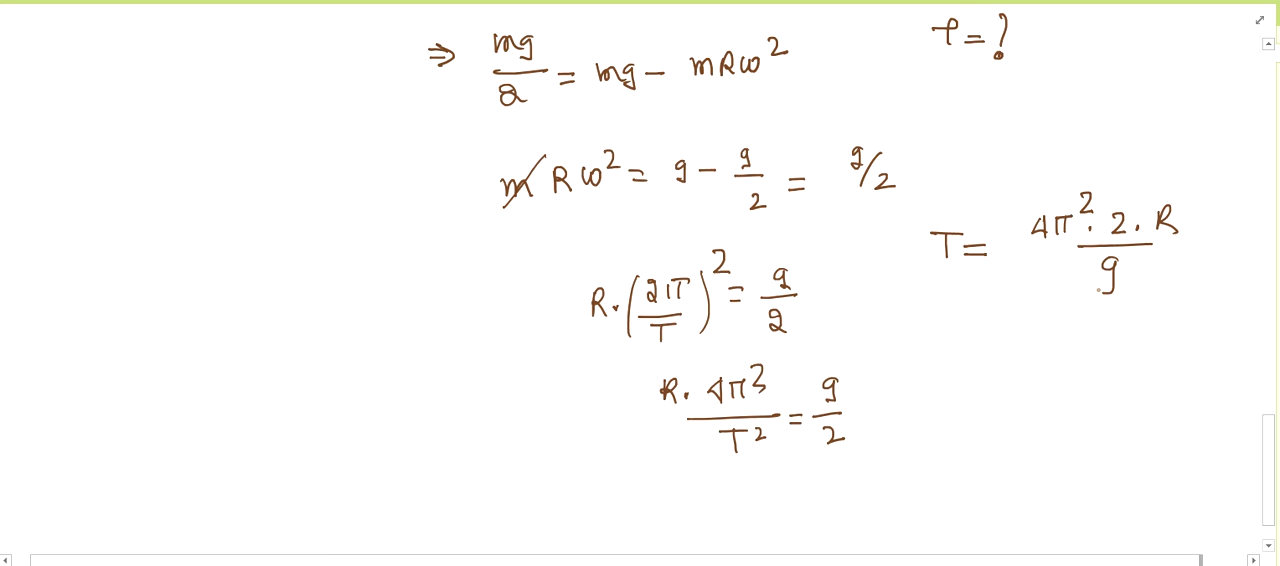 ⇒ mg/2 = mg − mRω²
T = ?
m̸Rω² = g − g/2 = g/2
T = 4π² · 2 · R / g
R · (2π/T)² = g/2
R · 4π² / T² = g/2